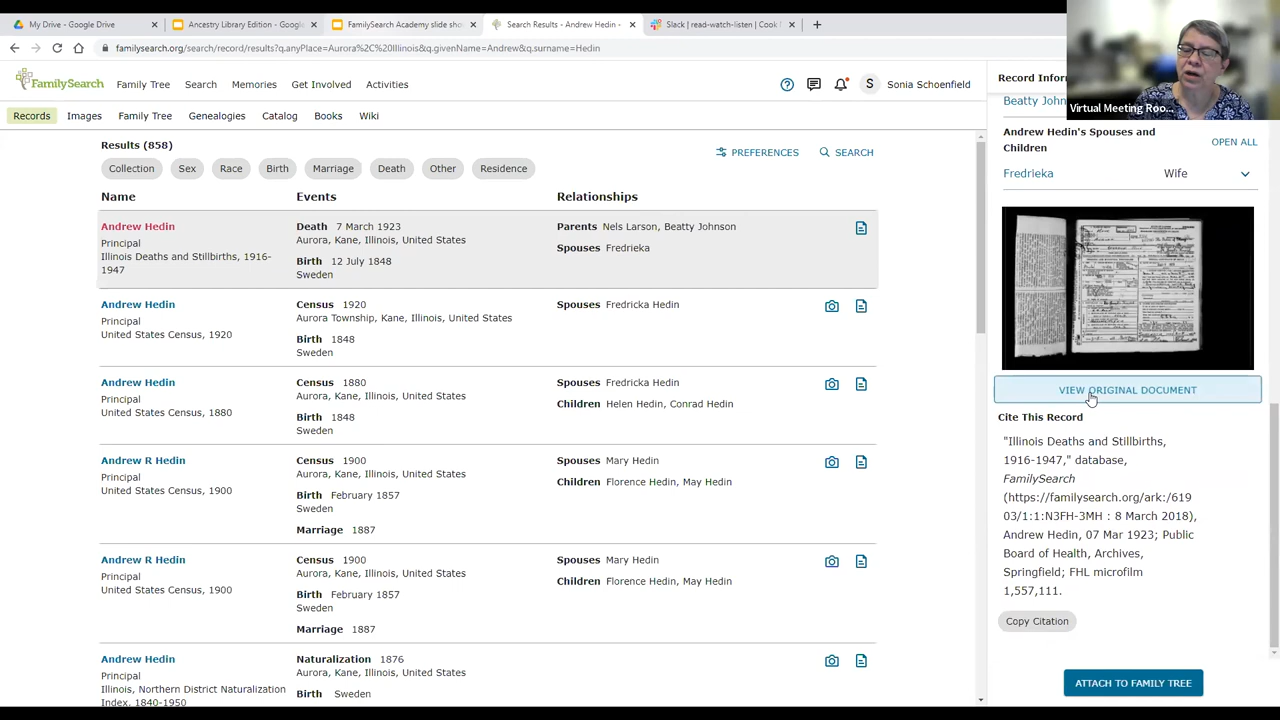 My Drive - Google Drive
Ancestry Library Edition - Google
FamilySearch Academy slide sho
Search Results - Andrew Hedin -
Slack | read-watch-listen | Cook
familysearch.org/search/record/results?q.anyPlace=Aurora%2C%20Illinois&q.givenName=Andrew&q.surname=Hedin
FamilySearch
Family Tree
Search
Memories
Get Involved
Activities
S
Sonia Schoenfield
Records
Images
Family Tree
Genealogies
Catalog
Books
Wiki
Results (858)
PREFERENCES
SEARCH
Collection
Sex
Race
Birth
Marriage
Death
Other
Residence
Name
Events
Relationships
Andrew Hedin
Principal
Illinois Deaths and Stillbirths, 1916-
1947
Death 7 March 1923
Aurora, Kane, Illinois, United States
Birth 12 July 1848
Sweden
Parents Nels Larson, Beatty Johnson
Spouses Fredrieka
Andrew Hedin
Principal
United States Census, 1920
Census 1920
Aurora Township, Kane, Illinois, United States
Birth 1848
Sweden
Spouses Fredricka Hedin
Andrew Hedin
Principal
United States Census, 1880
Census 1880
Aurora, Kane, Illinois, United States
Birth 1848
Sweden
Spouses Fredricka Hedin
Children Helen Hedin, Conrad Hedin
Andrew R Hedin
Principal
United States Census, 1900
Census 1900
Aurora, Kane, Illinois, United States
Birth February 1857
Sweden
Marriage 1887
Spouses Mary Hedin
Children Florence Hedin, May Hedin
Andrew R Hedin
Principal
United States Census, 1900
Census 1900
Aurora, Kane, Illinois, United States
Birth February 1857
Sweden
Marriage 1887
Spouses Mary Hedin
Children Florence Hedin, May Hedin
Andrew Hedin
Principal
Illinois, Northern District Naturalization
Index, 1840-1950
Naturalization 1876
Aurora, Kane, Illinois, United States
Birth Sweden
Record Infor
Virtual Meeting Roo...
Beatty John
Andrew Hedin's Spouses and
Children
OPEN ALL
Fredrieka
Wife
VIEW ORIGINAL DOCUMENT
Cite This Record
"Illinois Deaths and Stillbirths,
1916-1947," database,
FamilySearch
(https://familysearch.org/ark:/619
03/1:1:N3FH-3MH : 8 March 2018),
Andrew Hedin, 07 Mar 1923; Public
Board of Health, Archives,
Springfield; FHL microfilm
1,557,111.
Copy Citation
ATTACH TO FAMILY TREE